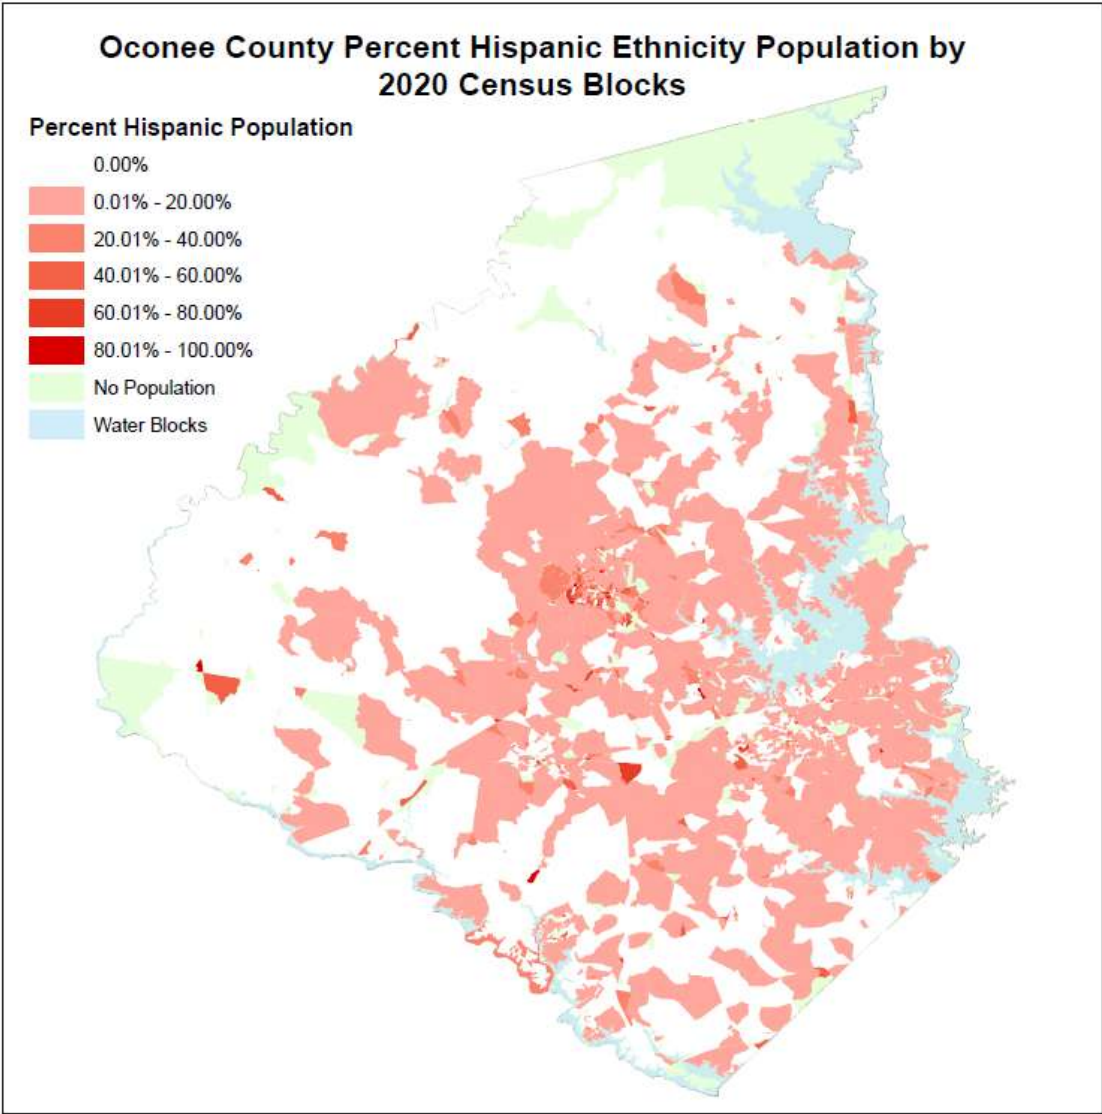 Oconee County Percent Hispanic Ethnicity Population by
2020 Census Blocks
Percent Hispanic Population
0.00%
0.01% - 20.00%
20.01% - 40.00%
40.01% - 60.00%
60.01% - 80.00%
80.01% - 100.00%
No Population
Water Blocks